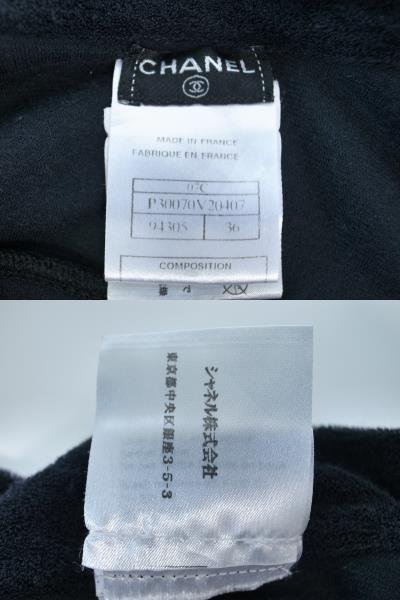 CHANEL
MADE IN FRANCE
FABRIQUE EN FRANCE
07C
P30070V20407
94305 36
COMPOSITION
シャネル株式会社
東京都中央区銀座3-5-3